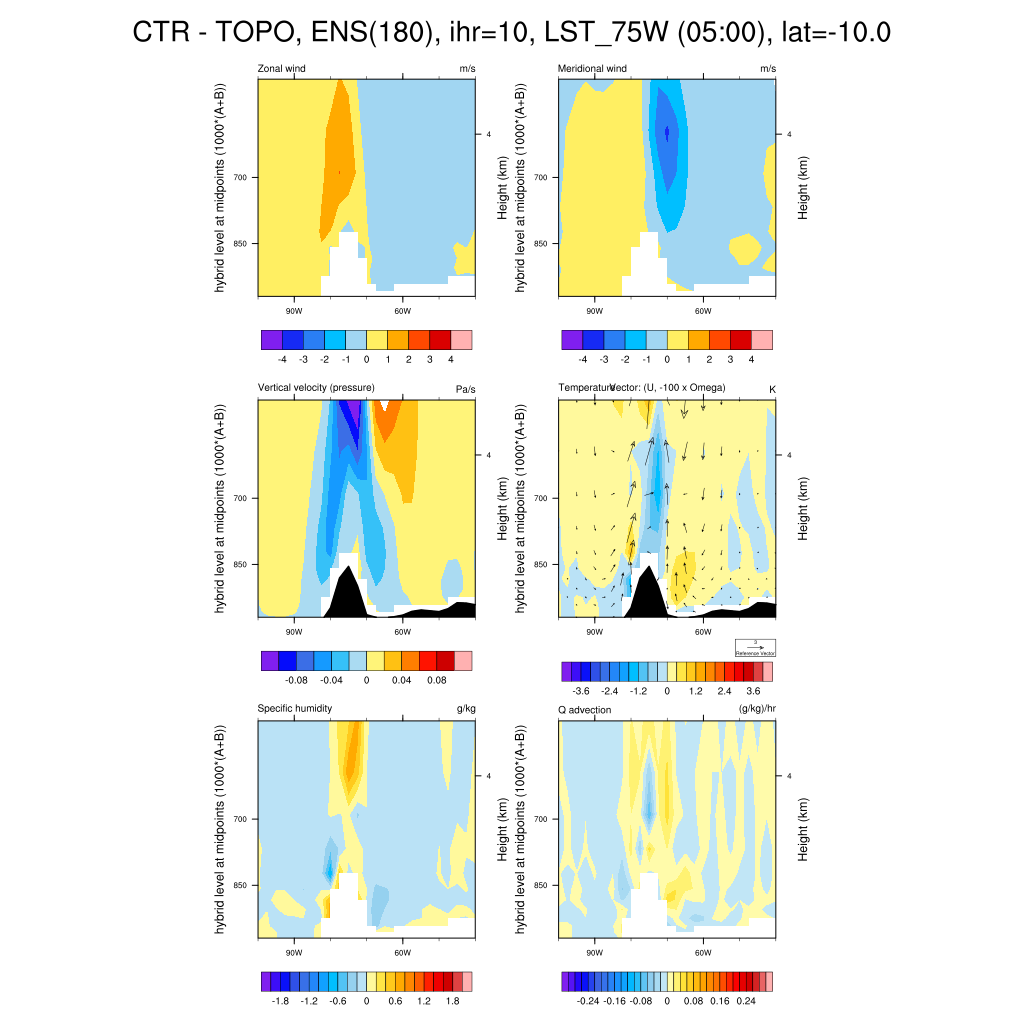 CTR - TOPO, ENS(180), ihr=10, LST_75W (05:00), lat=-10.0
Zonal wind m/s
hybrid level at midpoints (1000*(A+B))
700
850
4
Height (km)
90W 60W
-4 -3 -2 -1 0 1 2 3 4
Meridional wind m/s
hybrid level at midpoints (1000*(A+B))
700
850
4
Height (km)
90W 60W
-4 -3 -2 -1 0 1 2 3 4
Vertical velocity (pressure) Pa/s
hybrid level at midpoints (1000*(A+B))
700
850
4
Height (km)
90W 60W
-0.08 -0.04 0 0.04 0.08
Temperature Vector: (U, -100 x Omega) K
hybrid level at midpoints (1000*(A+B))
700
850
4
Height (km)
90W 60W
3
Reference Vector
-3.6 -2.4 -1.2 0 1.2 2.4 3.6
Specific humidity g/kg
hybrid level at midpoints (1000*(A+B))
700
850
4
Height (km)
90W 60W
-1.8 -1.2 -0.6 0 0.6 1.2 1.8
Q advection (g/kg)/hr
hybrid level at midpoints (1000*(A+B))
700
850
4
Height (km)
90W 60W
-0.24 -0.16 -0.08 0 0.08 0.16 0.24